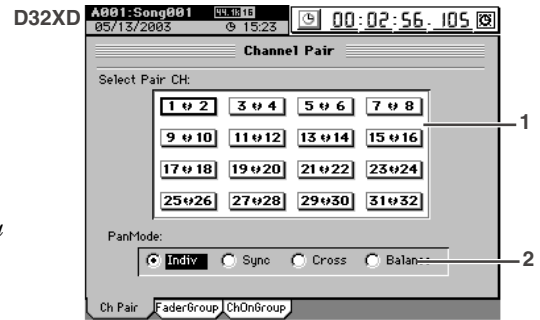 D32XD
A001:Song001 44.1K16
05/13/2003 15:23 00:02:56.105
Channel Pair
Select Pair CH:
1 2 3 4 5 6 7 8
1
9 10 11 12 13 14 15 16
17 18 19 20 21 22 23 24
25 26 27 28 29 30 31 32
PanMode:
Indiv Sync Cross Balance
2
Ch Pair FaderGroup ChOnGroup